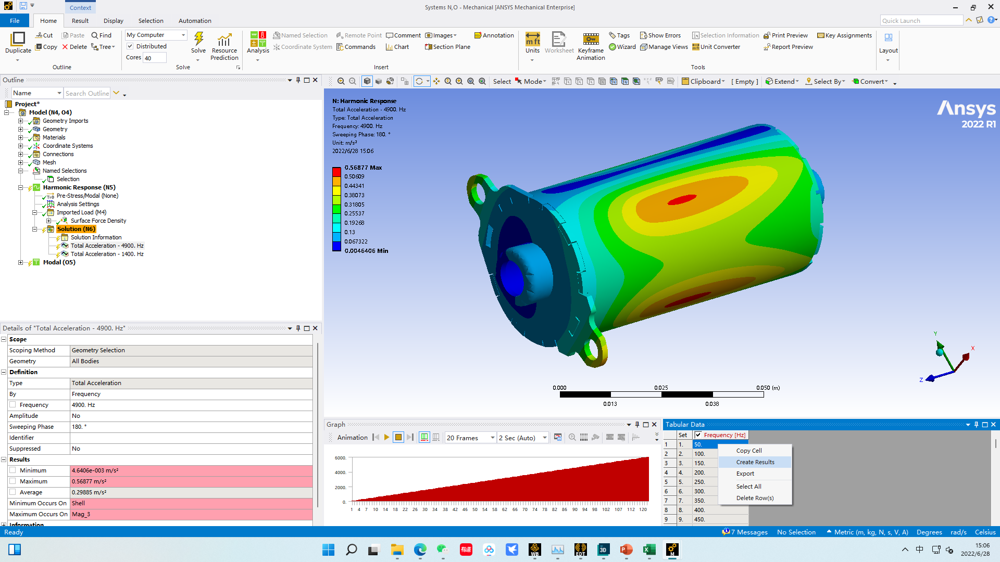 Context
Systems N,O - Mechanical [ANSYS Mechanical Enterprise]
File Home Result Display Selection Automation
Quick Launch
Duplicate
Cut
Copy
Paste
Delete
Find
Tree
Outline
My Computer
Distributed
Cores 40
Solve
Resource Prediction
Solve
Analysis
Named Selection
Coordinate System
Remote Point
Commands
Comment
Chart
Images
Section Plane
Annotation
Insert
Units
Worksheet
Keyframe Animation
Tags
Wizard
Show Errors
Manage Views
Selection Information
Unit Converter
Print Preview
Report Preview
Key Assignments
Tools
Layout
Outline
Name
Search Outline
Project*
Model (N4, O4)
Geometry Imports
Geometry
Materials
Coordinate Systems
Connections
Mesh
Named Selections
Selection
Harmonic Response (N5)
Pre-Stress/Modal (None)
Analysis Settings
Imported Load (M4)
Surface Force Density
Solution (N6)
Solution Information
Total Acceleration - 4900. Hz
Total Acceleration - 1400. Hz
Modal (O5)
Select Mode Clipboard [ Empty ] Extend Select By Convert
N: Harmonic Response
Total Acceleration - 4900. Hz
Type: Total Acceleration
Frequency: 4900. Hz
Sweeping Phase: 180. °
Unit: m/s²
2022/6/28 15:06
0.56877 Max
0.50609
0.44341
0.38073
0.31805
0.25537
0.19268
0.13
0.067322
0.0046406 Min
Ansys
2022 R1
Y
X
Z
0.000 0.025 0.050 (m)
0.013 0.038
Details of "Total Acceleration - 4900. Hz"
Scope
Scoping Method Geometry Selection
Geometry All Bodies
Definition
Type Total Acceleration
By Frequency
Frequency 4900. Hz
Amplitude No
Sweeping Phase 180. °
Identifier
Suppressed No
Results
Minimum 4.6406e-003 m/s²
Maximum 0.56877 m/s²
Average 0.29885 m/s²
Minimum Occurs On Shell
Maximum Occurs On Mag_3
Information
Graph
Animation 20 Frames 2 Sec (Auto)
6000.
4000.
2000.
0.
1 4 7 10 14 18 22 26 30 34 38 42 46 50 54 58 62 66 70 74 78 82 86 90 94 98 102 107 112 120
Tabular Data
Set Frequency [Hz]
1 1. 50.
2 2. 100.
3 3. 150.
4 4. 200.
5 5. 250.
6 6. 300.
7 7. 350.
8 8. 400.
9 9. 450.
Copy Cell
Create Results
Export
Select All
Delete Row(s)
Ready
7 Messages No Selection Metric (m, kg, N, s, V, A) Degrees rad/s Celsius
有道
WB
EDT
3D
P
X
M
中
15:06
2022/6/28